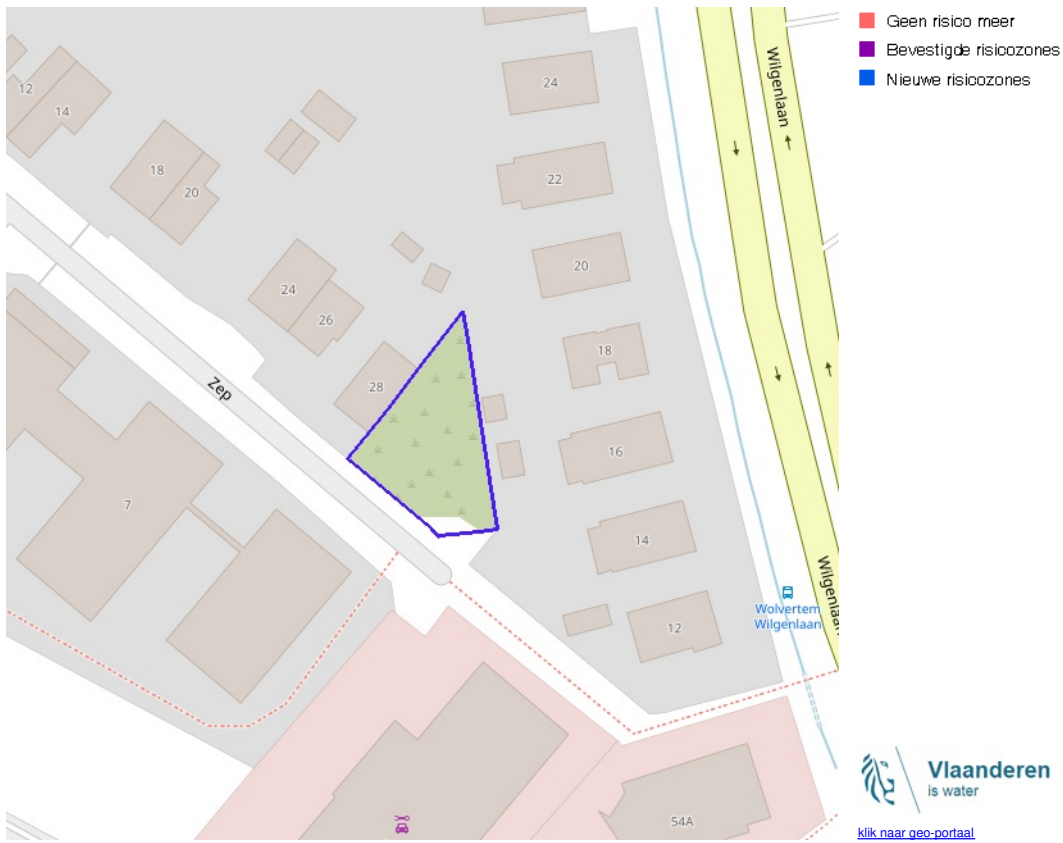 Geen risico meer
Bevestigde risicozones
Nieuwe risicozones
Wilgenlaan
24
12
14
22
18
20
20
24
26
18
28
Zep
16
7
14
Wilgenlaan
Wolvertem
Wilgenlaan
12
54A
Vlaanderen
is water
klik naar geo-portaal